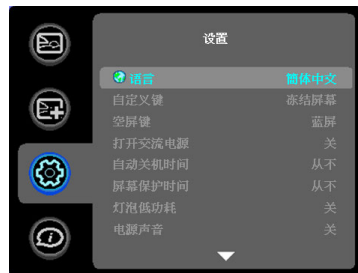 设置
语言 簡体中文
自定义键 冻结屏幕
空屏键 蓝屏
打开交流电源 关
自动关机时间 从不
屏幕保护时间 从不
灯泡低功耗 关
电源声音 关